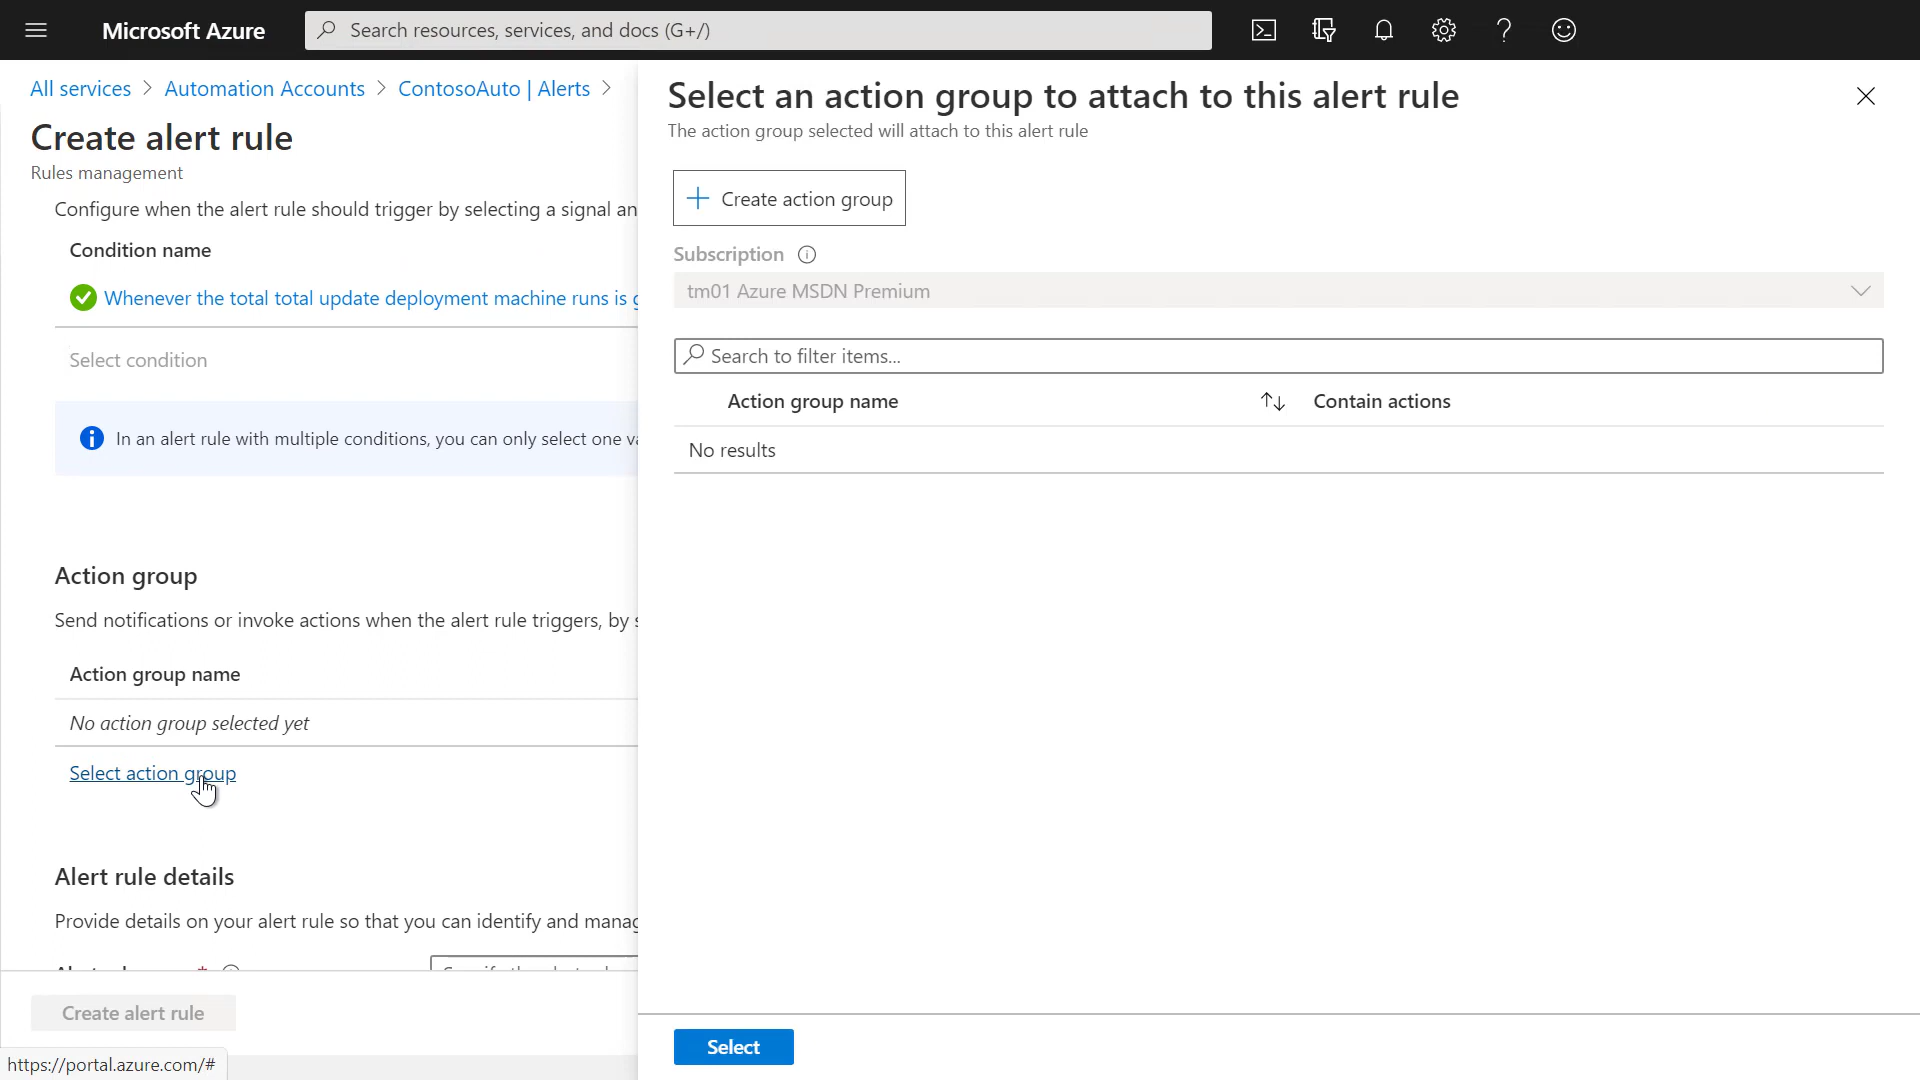 Microsoft Azure
Search resources, services, and docs (G+/)
All services > Automation Accounts > ContosoAuto | Alerts >
Create alert rule
Rules management
Configure when the alert rule should trigger by selecting a signal an
Condition name
Whenever the total total update deployment machine runs is g
Select condition
In an alert rule with multiple conditions, you can only select one va
Action group
Send notifications or invoke actions when the alert rule triggers, by s
Action group name
No action group selected yet
Select action group
Alert rule details
Provide details on your alert rule so that you can identify and manag
Create alert rule
https://portal.azure.com/#
Select an action group to attach to this alert rule
The action group selected will attach to this alert rule
Create action group
Subscription
tm01 Azure MSDN Premium
Search to filter items...
Action group name Contain actions
No results
Select